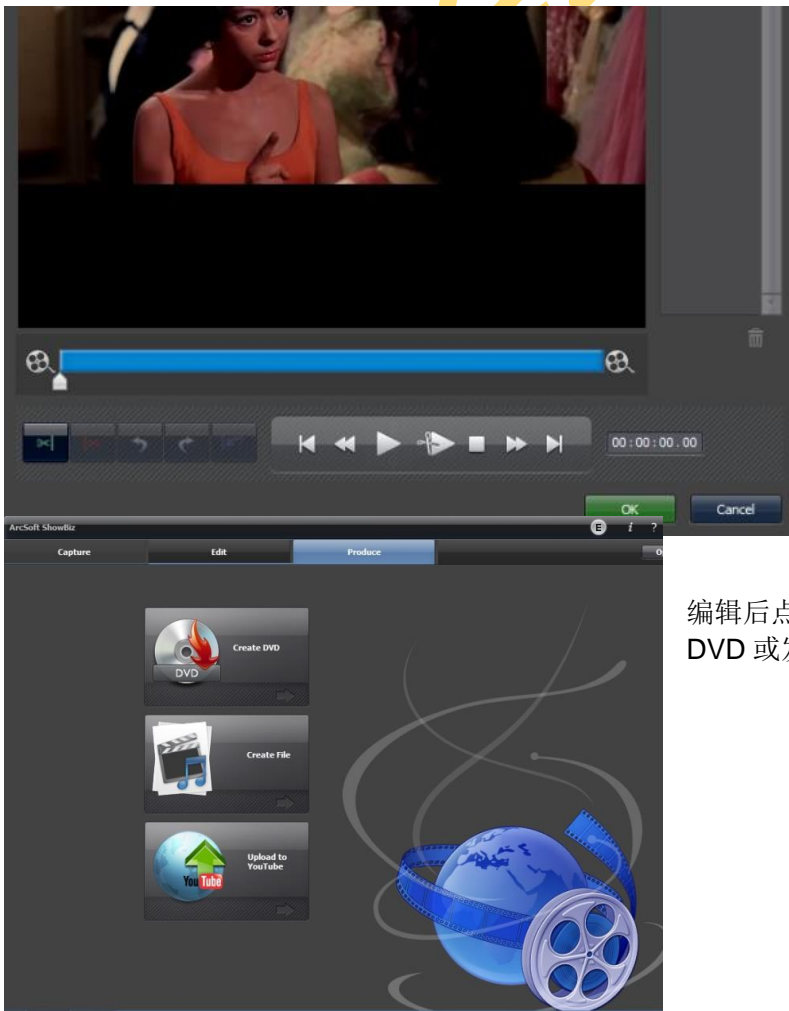 00:00:00.00
OK Cancel
ArcSoft ShowBiz
E i ?
Capture Edit Produce
编辑后点
DVD 或
Create DVD
DVD
Create File
Upload to
YouTube
You Tube